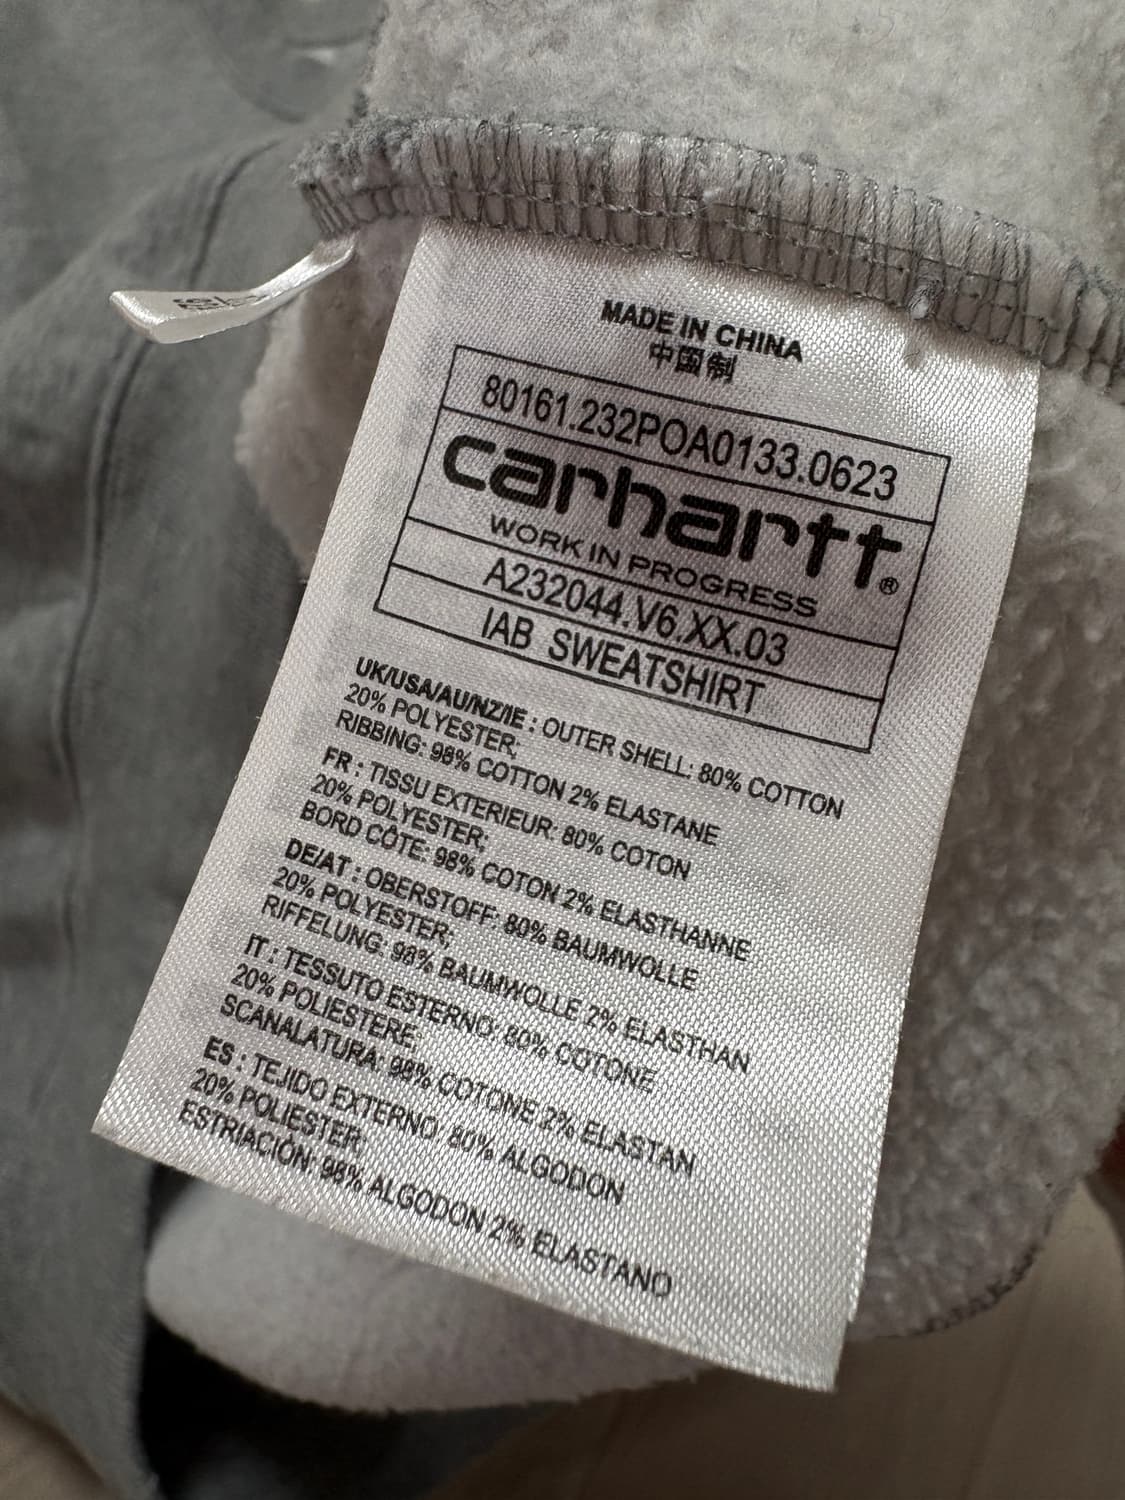 MADE IN CHINA
中国制
80161.232POA0133.0623
carhartt®
WORK IN PROGRESS
A232044.V6.XX.03
IAB SWEATSHIRT
UK/USA/AU/NZ/IE : OUTER SHELL: 80% COTTON
20% POLYESTER;
RIBBING: 98% COTTON 2% ELASTANE
FR : TISSU EXTERIEUR: 80% COTON
20% POLYESTER;
BORD CÔTE: 98% COTON 2% ELASTHANNE
DE/AT : OBERSTOFF: 80% BAUMWOLLE
20% POLYESTER;
RIFFELUNG: 98% BAUMWOLLE 2% ELASTHAN
IT : TESSUTO ESTERNO: 80% COTONE
20% POLIESTERE;
SCANALATURA: 98% COTONE 2% ELASTAN
ES : TEJIDO EXTERNO: 80% ALGODON
20% POLIESTER;
ESTRIACIÓN: 98% ALGODON 2% ELASTANO